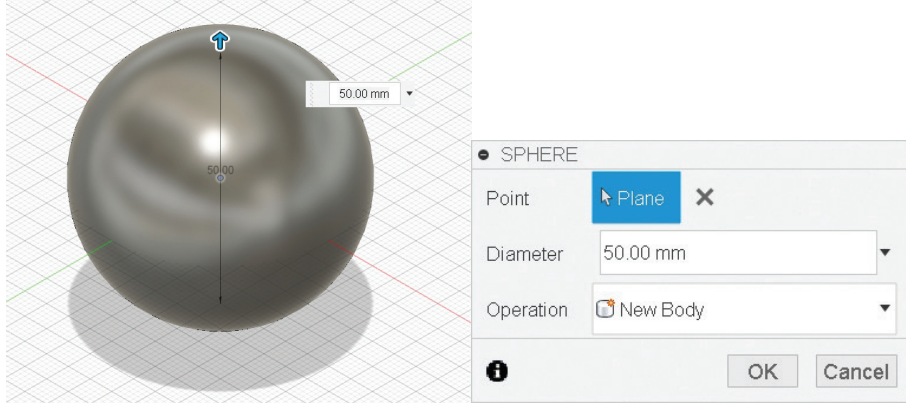 50.00 mm
50.00
SPHERE
Point Plane
Diameter 50.00 mm
Operation New Body
OK Cancel